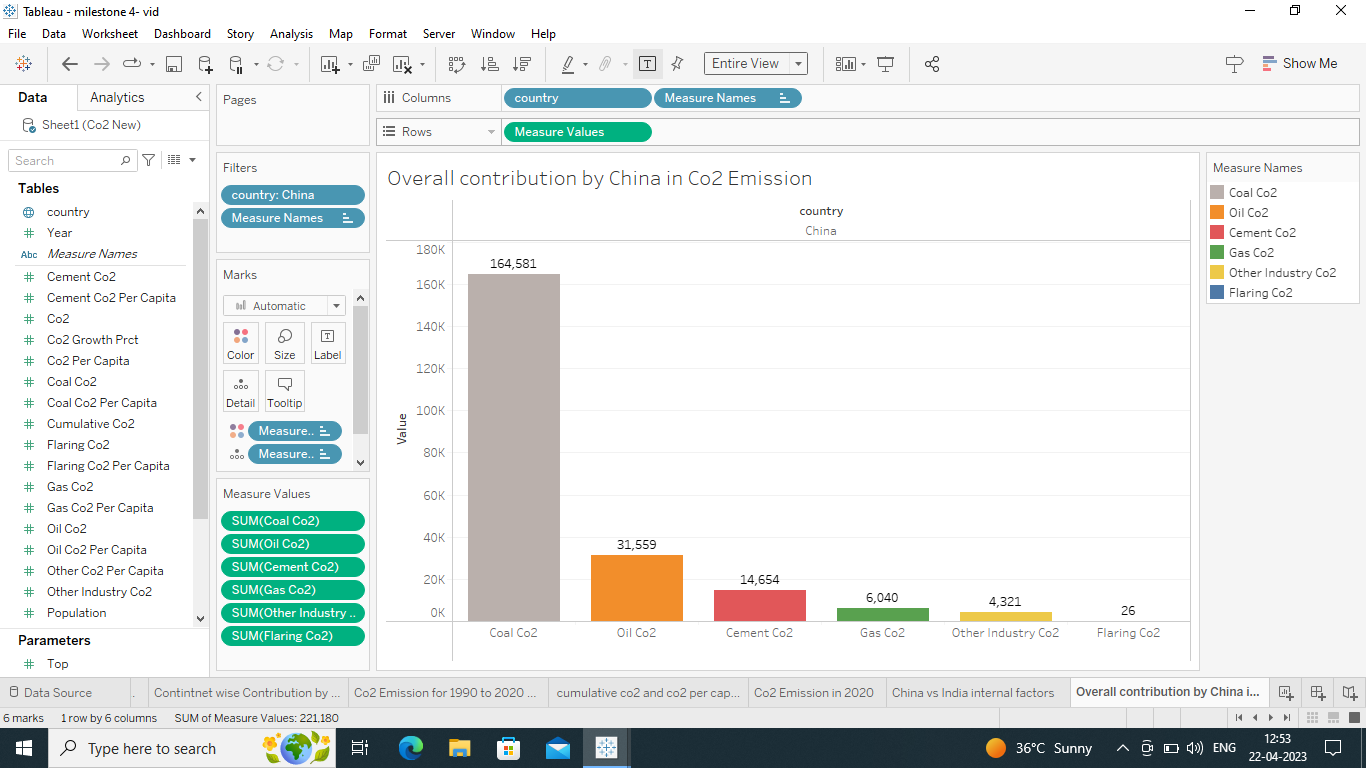 Tableau - milestone 4- vid
File Data Worksheet Dashboard Story Analysis Map Format Server Window Help
Entire View
Show Me
Data Analytics
Sheet1 (Co2 New)
Search
Tables
country
Year
Abc Measure Names
Cement Co2
Cement Co2 Per Capita
Co2
Co2 Growth Prct
Co2 Per Capita
Coal Co2
Coal Co2 Per Capita
Cumulative Co2
Flaring Co2
Flaring Co2 Per Capita
Gas Co2
Gas Co2 Per Capita
Oil Co2
Oil Co2 Per Capita
Other Co2 Per Capita
Other Industry Co2
Population
Parameters
Top
Pages
Filters
country: China
Measure Names
Marks
Automatic
Color Size Label
Detail Tooltip
Measure..
Measure..
Measure Values
SUM(Coal Co2)
SUM(Oil Co2)
SUM(Cement Co2)
SUM(Gas Co2)
SUM(Other Industry ..
SUM(Flaring Co2)
Columns country Measure Names
Rows Measure Values
Overall contribution by China in Co2 Emission
country
China
Value
180K
160K
140K
120K
100K
80K
60K
40K
20K
0K
164,581
31,559
14,654
6,040
4,321
26
Coal Co2 Oil Co2 Cement Co2 Gas Co2 Other Industry Co2 Flaring Co2
Measure Names
Coal Co2
Oil Co2
Cement Co2
Gas Co2
Other Industry Co2
Flaring Co2
Data Source . Contintnet wise Contribution by ... Co2 Emission for 1990 to 2020 ... cumulative co2 and co2 per cap... Co2 Emission in 2020 China vs India internal factors Overall contribution by China i...
6 marks 1 row by 6 columns SUM of Measure Values: 221,180
Type here to search
36°C Sunny
ENG
12:53
22-04-2023